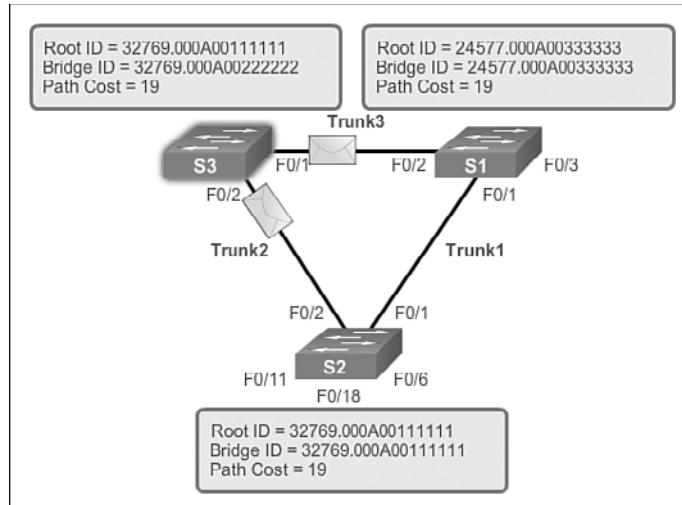 Root ID = 32769.000A00111111
Bridge ID = 32769.000A00222222
Path Cost = 19
Root ID = 24577.000A00333333
Bridge ID = 24577.000A00333333
Path Cost = 19
Trunk3
S3
F0/1
F0/2
S1
F0/3
F0/2
F0/1
Trunk2
Trunk1
F0/2
F0/1
S2
F0/11
F0/6
F0/18
Root ID = 32769.000A00111111
Bridge ID = 32769.000A00111111
Path Cost = 19